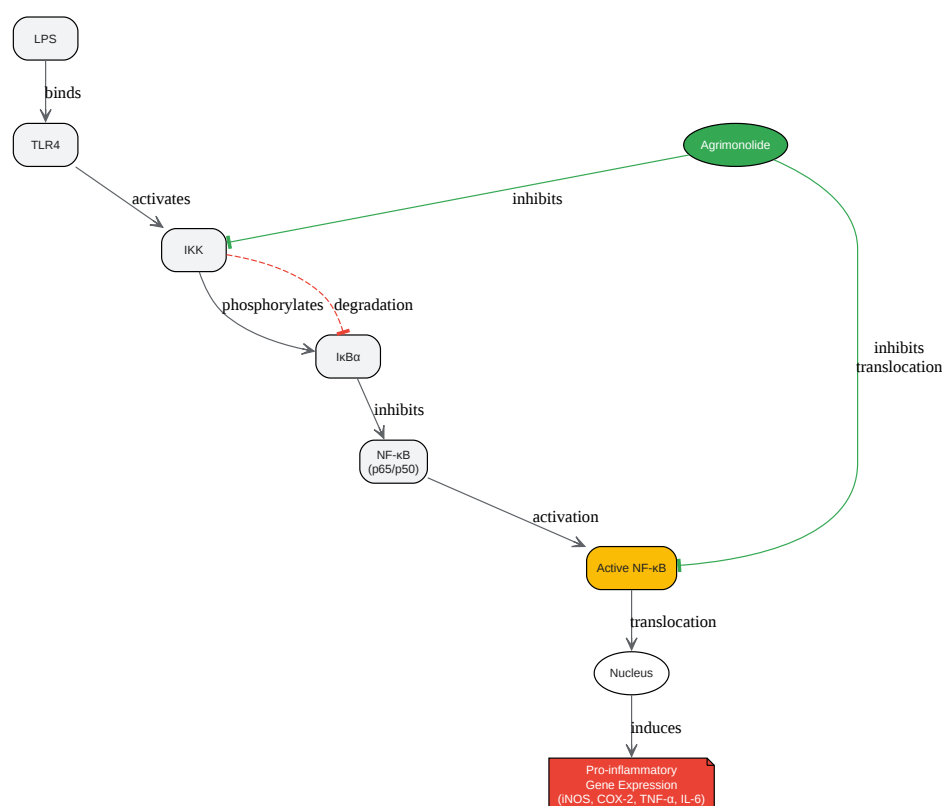 LPS
binds
TLR4
Agrimonolide
activates
inhibits
IKK
phosphorylates
degradation
inhibits
translocation
IκBα
inhibits
NF-κB
(p65/p50)
activation
Active NF-κB
translocation
Nucleus
induces
Pro-inflammatory
Gene Expression
(iNOS, COX-2, TNF-α, IL-6)